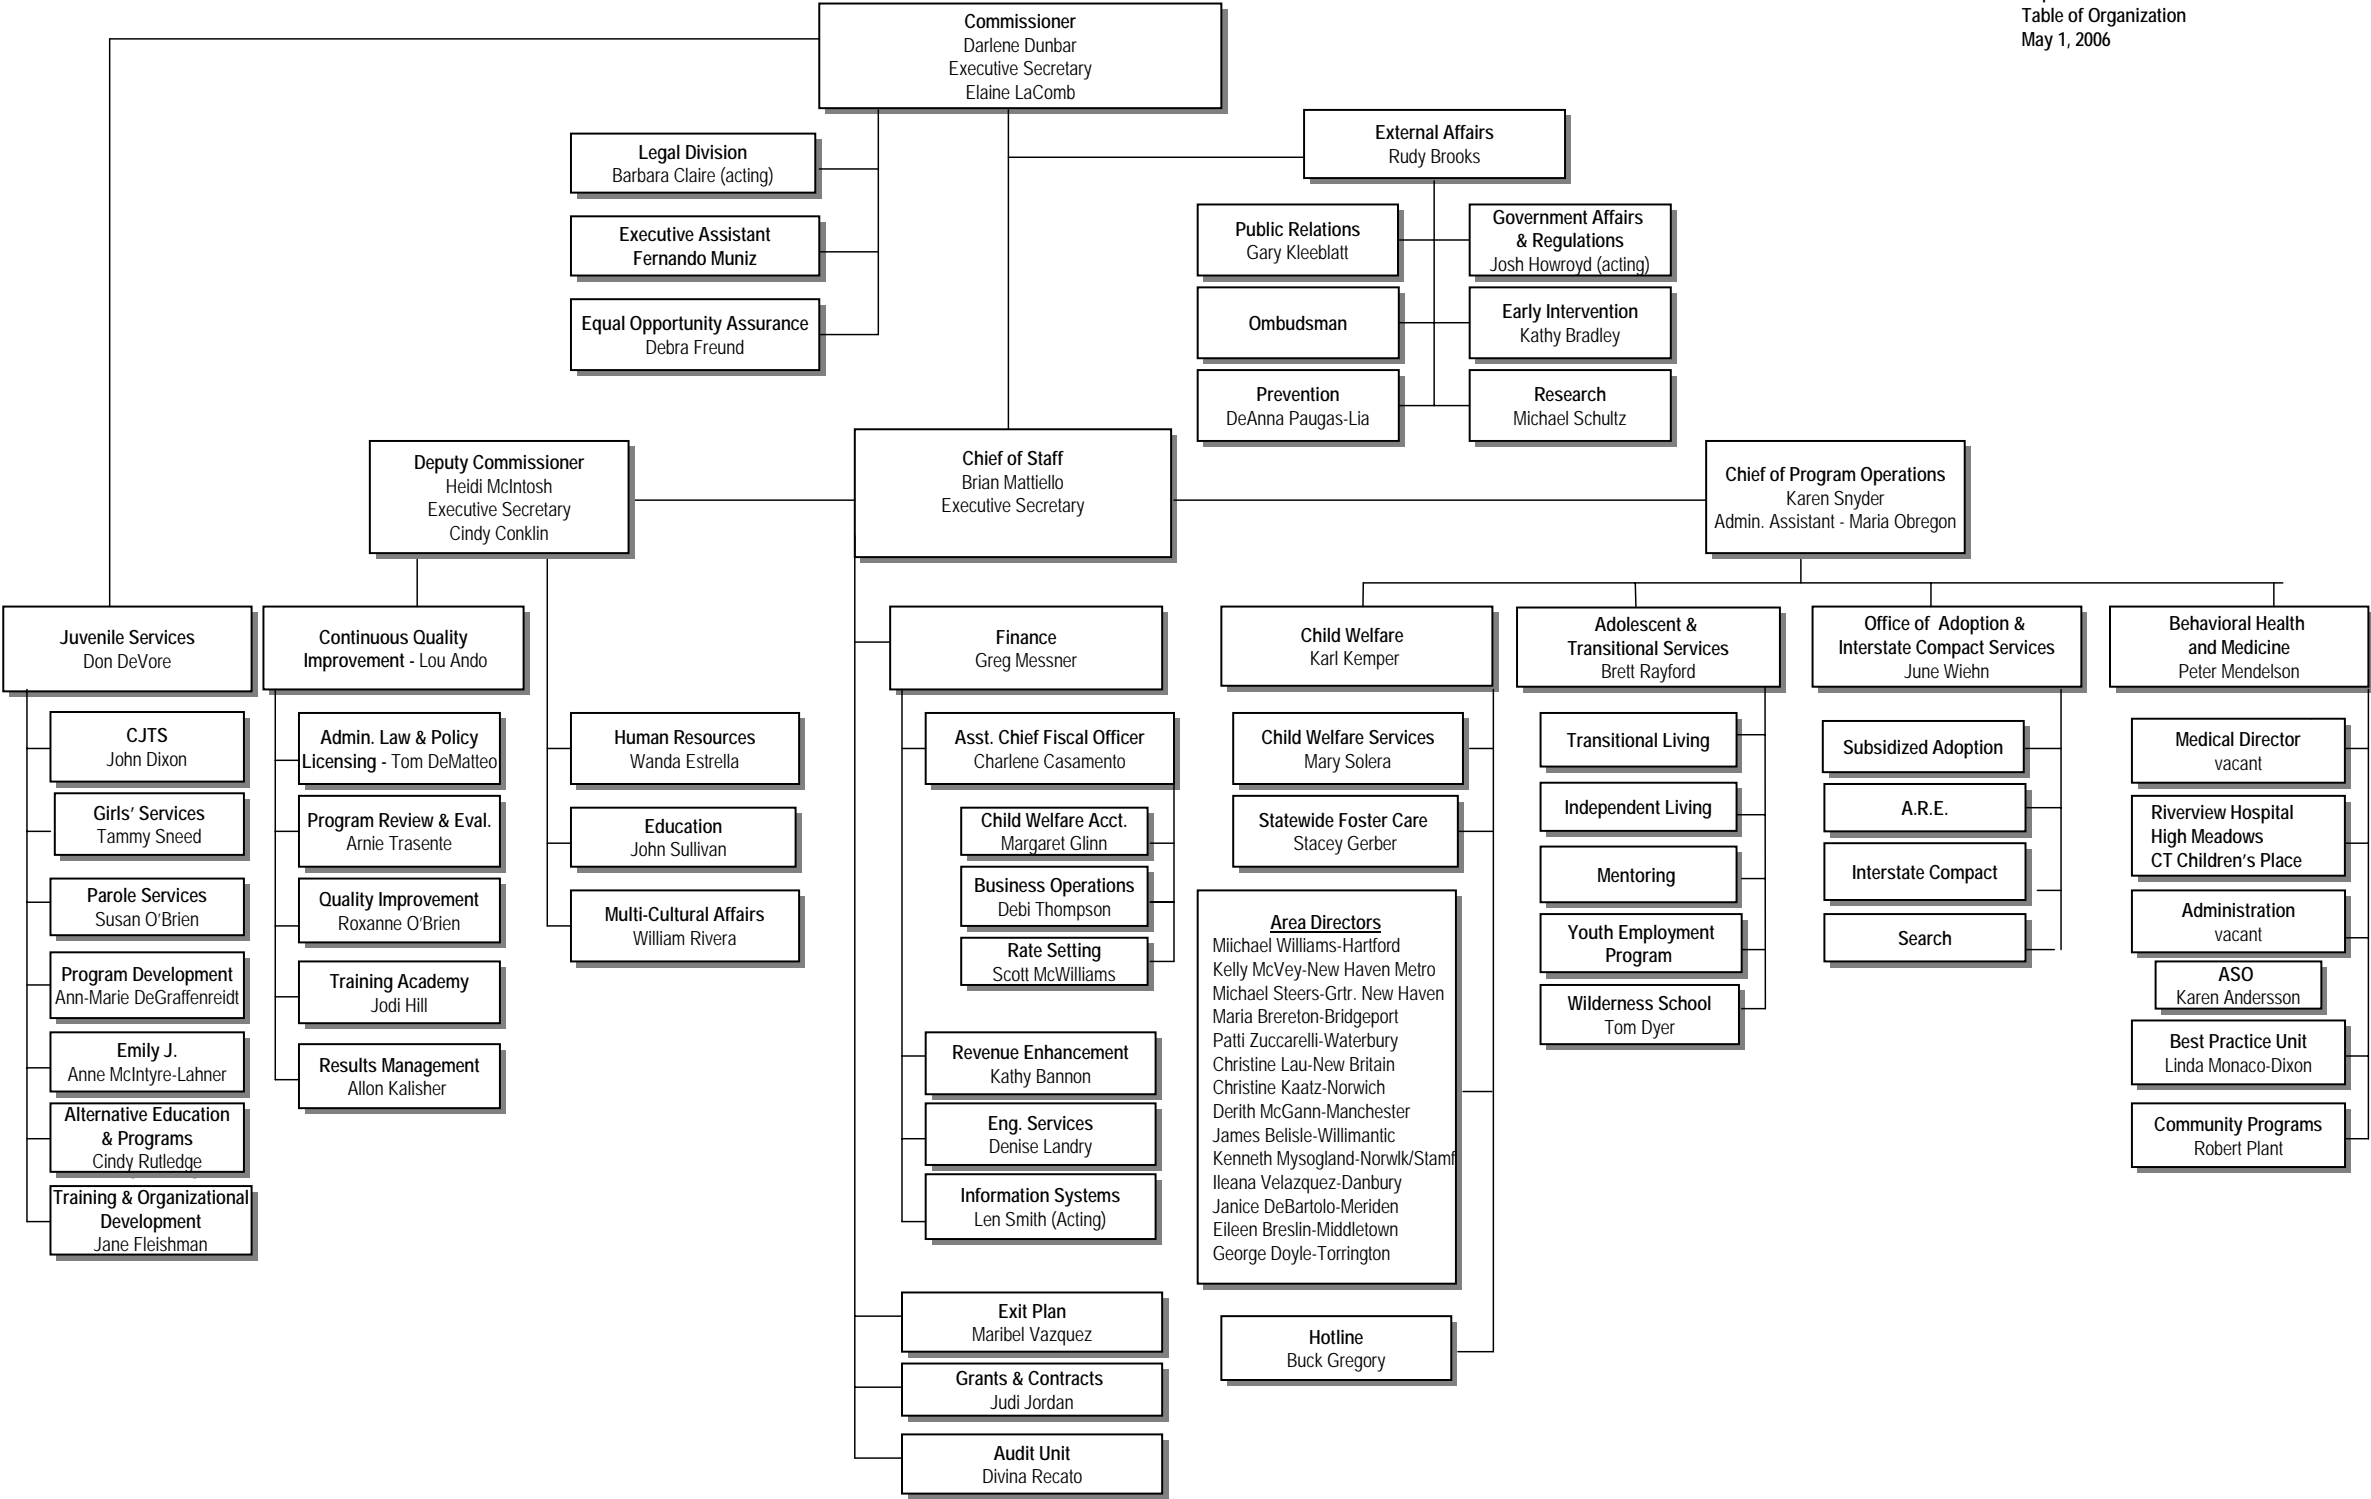 Table of Organization
May 1, 2006
Commissioner
Darlene Dunbar
Executive Secretary
Elaine LaComb
External Affairs
Rudy Brooks
Legal Division
Barbara Claire (acting)
Executive Assistant
Fernando Muniz
Equal Opportunity Assurance
Debra Freund
Public Relations
Gary Kleeblatt
Government Affairs
& Regulations
Josh Howroyd (acting)
Ombudsman
Early Intervention
Kathy Bradley
Prevention
DeAnna Paugas-Lia
Research
Michael Schultz
Deputy Commissioner
Heidi McIntosh
Executive Secretary
Cindy Conklin
Chief of Staff
Brian Mattiello
Executive Secretary
Chief of Program Operations
Karen Snyder
Admin. Assistant - Maria Obregon
Juvenile Services
Don DeVore
CJTS
John Dixon
Girls’ Services
Tammy Sneed
Parole Services
Susan O’Brien
Program Development
Ann-Marie DeGraffenreidt
Emily J.
Anne McIntyre-Lahner
Alternative Education
& Programs
Cindy Rutledge
Training & Organizational
Development
Jane Fleishman
Continuous Quality
Improvement - Lou Ando
Admin. Law & Policy
Licensing - Tom DeMatteo
Program Review & Eval.
Arnie Trasente
Quality Improvement
Roxanne O’Brien
Training Academy
Jodi Hill
Results Management
Allon Kalisher
Human Resources
Wanda Estrella
Education
John Sullivan
Multi-Cultural Affairs
William Rivera
Finance
Greg Messner
Asst. Chief Fiscal Officer
Charlene Casamento
Child Welfare Acct.
Margaret Glinn
Business Operations
Debi Thompson
Rate Setting
Scott McWilliams
Revenue Enhancement
Kathy Bannon
Eng. Services
Denise Landry
Information Systems
Len Smith (Acting)
Exit Plan
Maribel Vazquez
Grants & Contracts
Judi Jordan
Audit Unit
Divina Recato
Child Welfare
Karl Kemper
Child Welfare Services
Mary Solera
Statewide Foster Care
Stacey Gerber
Area Directors
Miichael Williams-Hartford
Kelly McVey-New Haven Metro
Michael Steers-Grtr. New Haven
Maria Brereton-Bridgeport
Patti Zuccarelli-Waterbury
Christine Lau-New Britain
Christine Kaatz-Norwich
Derith McGann-Manchester
James Belisle-Willimantic
Kenneth Mysogland-Norwlk/Stamf
Ileana Velazquez-Danbury
Janice DeBartolo-Meriden
Eileen Breslin-Middletown
George Doyle-Torrington
Hotline
Buck Gregory
Adolescent &
Transitional Services
Brett Rayford
Transitional Living
Independent Living
Mentoring
Youth Employment
Program
Wilderness School
Tom Dyer
Office of Adoption &
Interstate Compact Services
June Wiehn
Subsidized Adoption
A.R.E.
Interstate Compact
Search
Behavioral Health
and Medicine
Peter Mendelson
Medical Director
vacant
Riverview Hospital
High Meadows
CT Children’s Place
Administration
vacant
ASO
Karen Andersson
Best Practice Unit
Linda Monaco-Dixon
Community Programs
Robert Plant